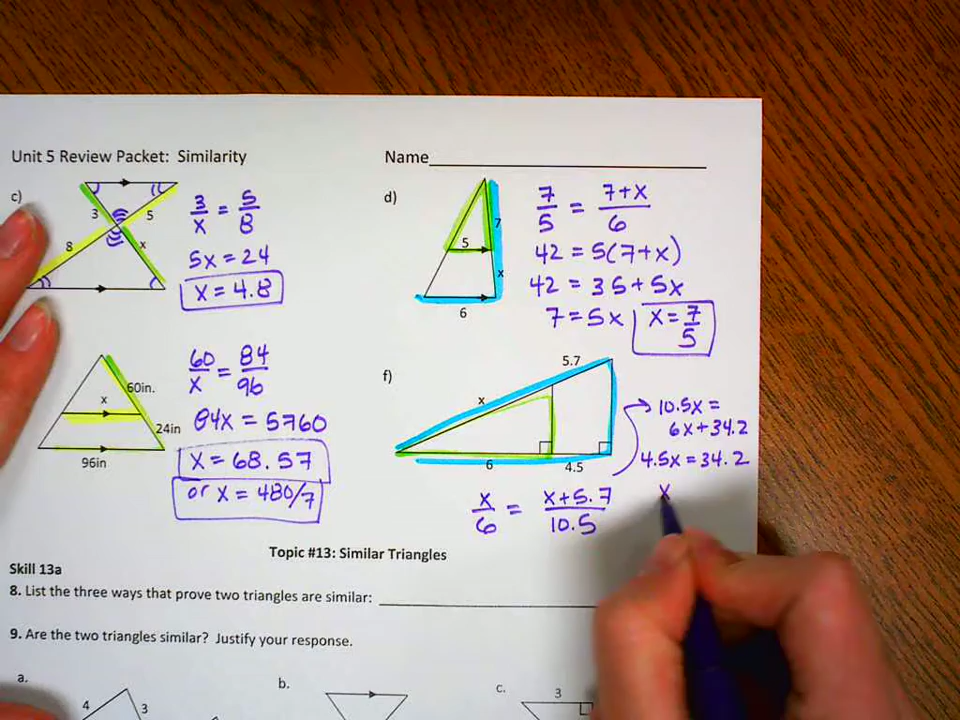 Unit 5 Review Packet: Similarity
Name
c)
3
5
8
x
3/x = 5/8
5x = 24
x = 4.8
d)
7
5
x
6
7/5 = 7+x/6
42 = 5(7+x)
42 = 35+5x
7 = 5x
x = 7/5
60in.
x
24in
96in
60/x = 84/96
84x = 5760
x = 68.57
or x = 480/7
f)
5.7
x
6
4.5
x/6 = x+5.7/10.5
10.5x =
6x+34.2
4.5x = 34.2
x
Topic #13: Similar Triangles
Skill 13a
8. List the three ways that prove two triangles are similar:
9. Are the two triangles similar? Justify your response.
a.
4
3
b.
c.
3